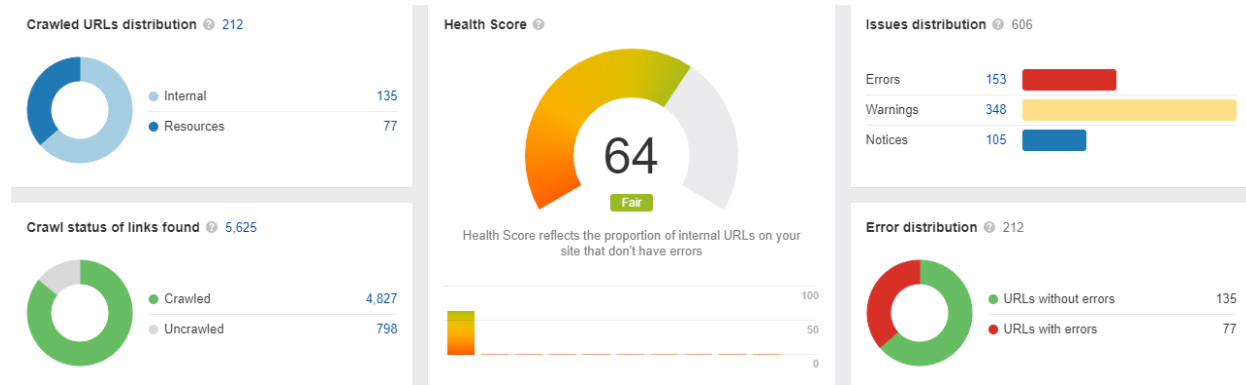 Crawled URLs distribution ? 212
Internal 135
Resources 77
Crawl status of links found ? 5,625
Crawled 4,827
Uncrawled 798
Health Score ?
64
Fair
Health Score reflects the proportion of internal URLs on your
site that don't have errors
100
50
0
Issues distribution ? 606
Errors 153
Warnings 348
Notices 105
Error distribution ? 212
URLs without errors 135
URLs with errors 77